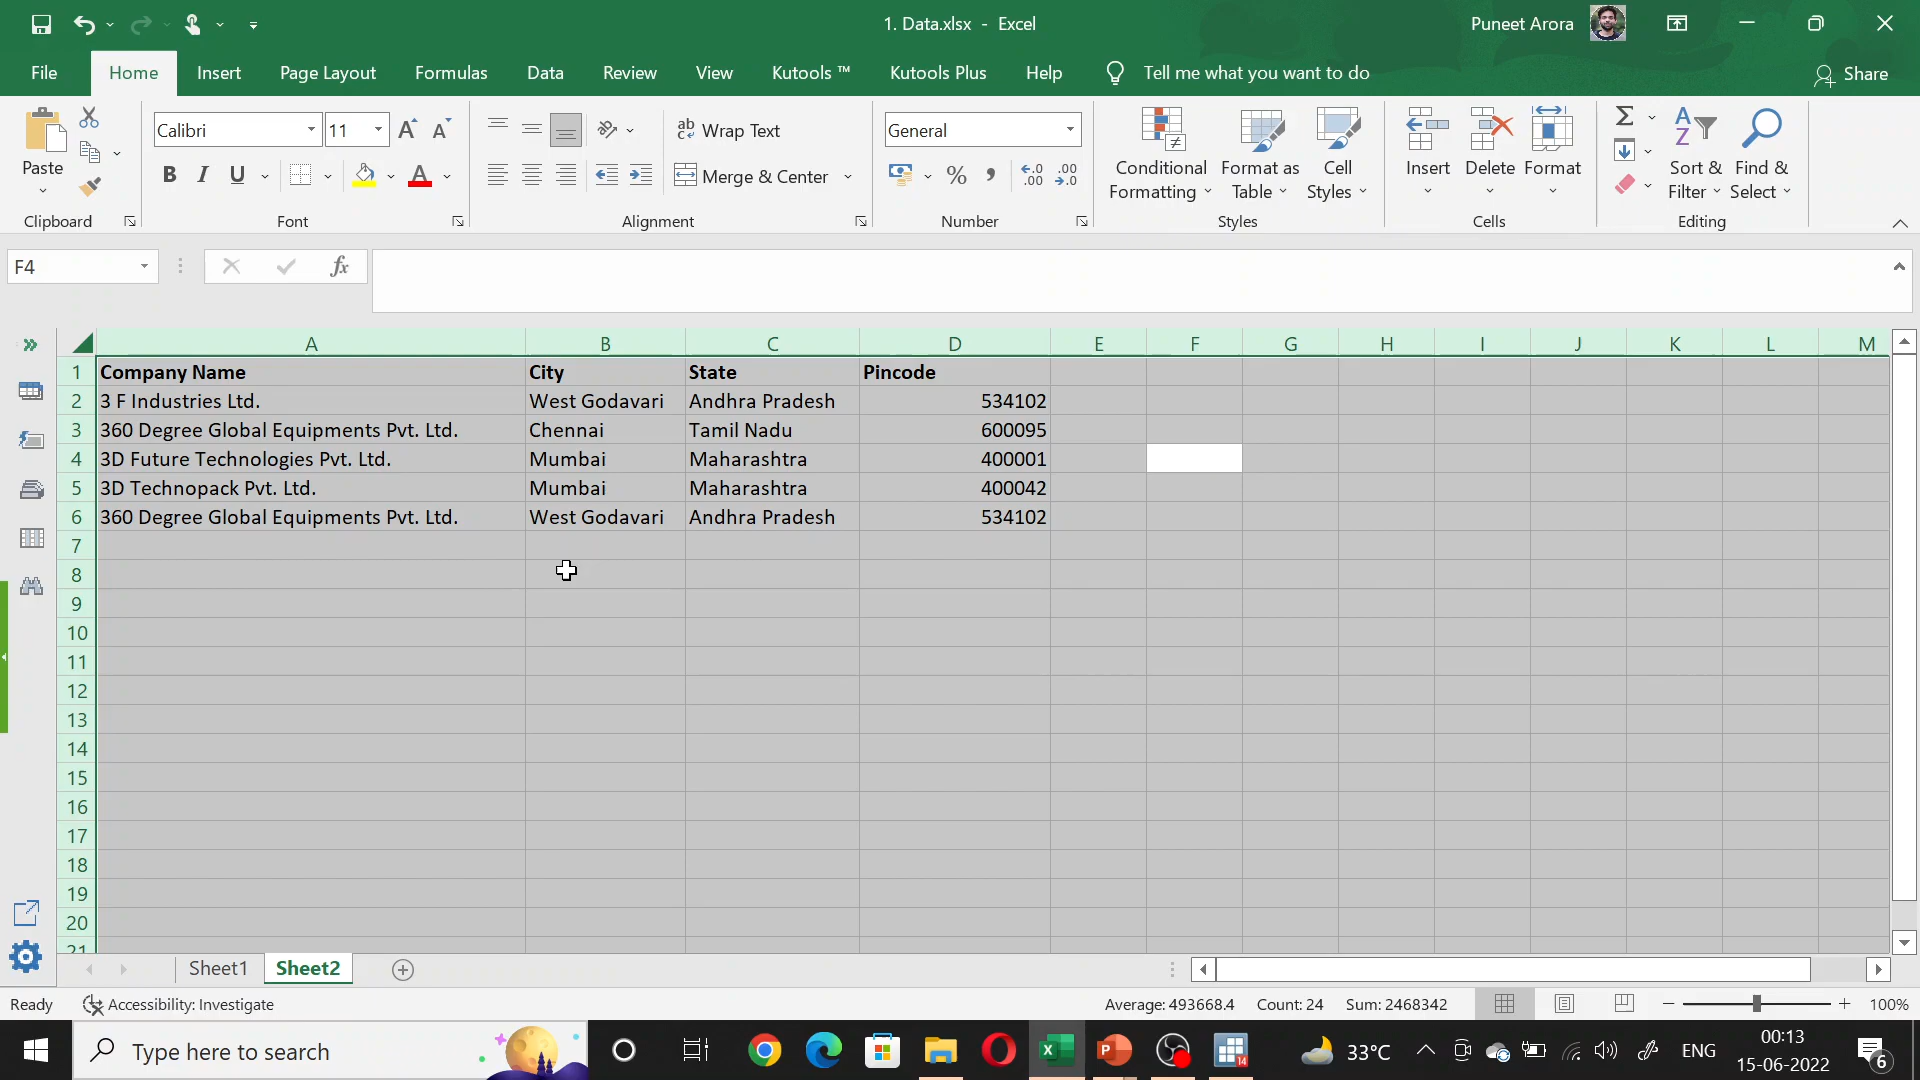 1. Data.xlsx - Excel
Puneet Arora
File Home Insert Page Layout Formulas Data Review View Kutools ™ Kutools Plus Help Tell me what you want to do Share
Paste
Clipboard
Calibri 11
B I U A
Font
ab Wrap Text
Merge & Center
Alignment
General
% , .0 .00 .00 .0
Number
Conditional Formatting
Format as Table
Cell Styles
Styles
Insert Delete Format
Cells
Sort & Filter
Find & Select
Editing
F4 fx
A B C D E F G H I J K L M
1 Company Name City State Pincode
2 3 F Industries Ltd. West Godavari Andhra Pradesh 534102
3 360 Degree Global Equipments Pvt. Ltd. Chennai Tamil Nadu 600095
4 3D Future Technologies Pvt. Ltd. Mumbai Maharashtra 400001
5 3D Technopack Pvt. Ltd. Mumbai Maharashtra 400042
6 360 Degree Global Equipments Pvt. Ltd. West Godavari Andhra Pradesh 534102
7
8
9
10
11
12
13
14
15
16
17
18
19
20
21
Sheet1 Sheet2
Ready Accessibility: Investigate Average: 493668.4 Count: 24 Sum: 2468342 100%
Type here to search
33°C ENG
00:13
15-06-2022
6
14